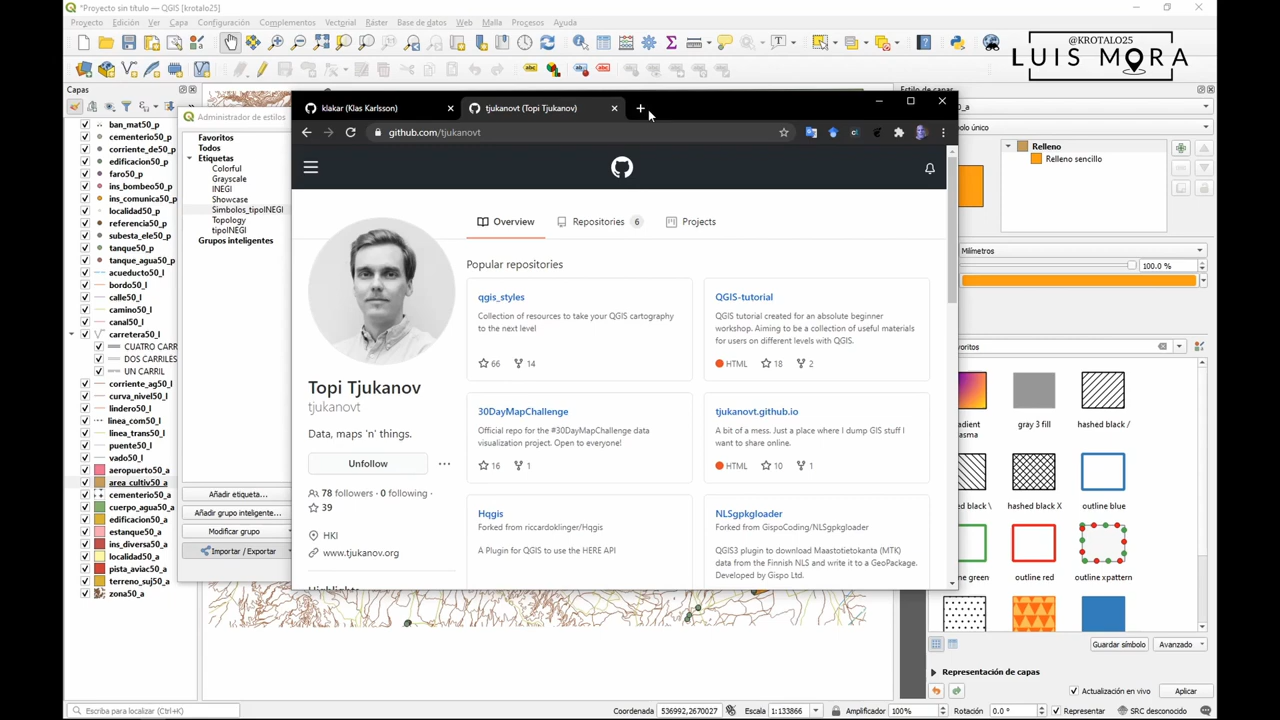 *Proyecto sin título — QGIS [krotalo25]
Proyecto Edición Ver Capa Configuración Complementos Vectorial Ráster Base de datos Web Malla Procesos Ayuda
@KROTALO25
LUIS MORA
Capas
ban_mat50_p
cementerio50_p
corriente_de50_p
edificacion50_p
faro50_p
ins_bombeo50_p
ins_comunica50_p
localidad50_p
referencia50_p
subesta_ele50_p
tanque50_p
tanque_agua50_p
acueducto50_l
bordo50_l
calle50_l
camino50_l
canal50_l
carretera50_l
CUATRO CARR
DOS CARRILES
UN CARRIL
corriente_ag50_l
curva_nivel50_l
lindero50_l
linea_com50_l
linea_trans50_l
puente50_l
vado50_l
aeropuerto50_a
area_cultiv50_a
cementerio50_a
cuerpo_agua50_a
edificacion50_a
estanque50_a
ins_diversa50_a
localidad50_a
pista_aviac50_a
terreno_suj50_a
zona50_a
Administrador de estilos
Favoritos
Todos
Etiquetas
Colorful
Grayscale
INEGI
Showcase
Simbolos_tipoINEGI
Topology
tipoINEGI
Grupos inteligentes
Añadir etiqueta...
Añadir grupo inteligente...
Modificar grupo
Importar / Exportar
klakar (Klas Karlsson)
tjukanovt (Topi Tjukanov)
github.com/tjukanovt
Overview
Repositories 6
Projects
Popular repositories
Topi Tjukanov
tjukanovt
Data, maps 'n' things.
Unfollow
78 followers · 0 following ·
39
HKI
www.tjukanov.org
Highlights
qgis_styles
Collection of resources to take your QGIS cartography
to the next level
66 14
QGIS-tutorial
QGIS tutorial created for an absolute beginner
workshop. Aiming to be a collection of useful materials
for users on different levels with QGIS.
HTML 18 2
30DayMapChallenge
Official repo for the #30DayMapChallenge data
visualization project. Open to everyone!
16 1
tjukanovt.github.io
A bit of a mess. Just a place where I dump GIS stuff I
want to share online.
HTML 10 1
Hqgis
Forked from riccardoklinger/Hqgis
A Plugin for QGIS to use the HERE API
NLSgpkgloader
Forked from GispoCoding/NLSgpkgloader
QGIS3 plugin to download Maastotietokanta (MTK)
data from the Finnish NLS and write it to a GeoPackage.
Developed by Gispo Ltd.
Estilo de capas
_a
olo único
Relleno
Relleno sencillo
Milímetros
100.0 %
oritos
adient
asma
gray 3 fill
hashed black /
hed black \
hashed black X
outline blue
ne green
outline red
outline xpattern
Guardar símbolo
Avanzado
Representación de capas
Actualización en vivo
Aplicar
Escriba para localizar (Ctrl+K)
Coordenada 536992,2670027
Escala 1:133866
Amplificador 100%
Rotación 0.0 °
Representar
SRC desconocido